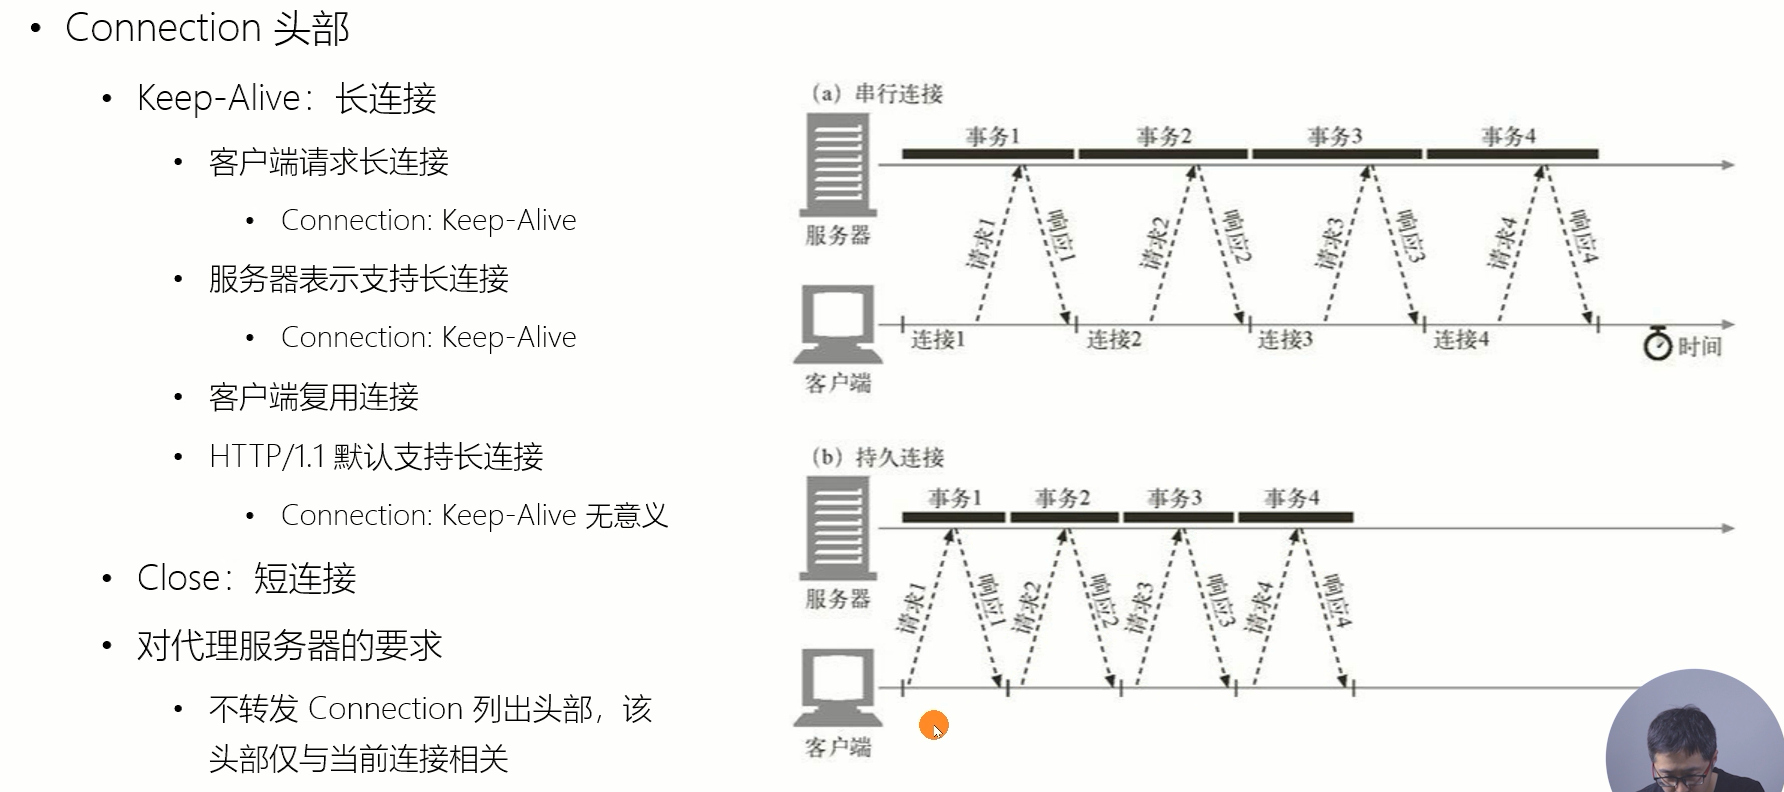 • Connection 头部
• Keep-Alive：长连接
• 客户端请求长连接
• Connection: Keep-Alive
• 服务器表示支持长连接
• Connection: Keep-Alive
• 客户端复用连接
• HTTP/1.1 默认支持长连接
• Connection: Keep-Alive 无意义
• Close：短连接
• 对代理服务器的要求
• 不转发 Connection 列出头部，该
头部仅与当前连接相关
（a）串行连接
事务1 事务2 事务3 事务4
服务器
请求1 响应1 请求2 响应2 请求3 响应3 请求4 响应4
连接1 连接2 连接3 连接4 时间
客户端
（b）持久连接
事务1 事务2 事务3 事务4
服务器
请求1 响应1 请求2 响应2 请求3 响应3 请求4 响应4
客户端